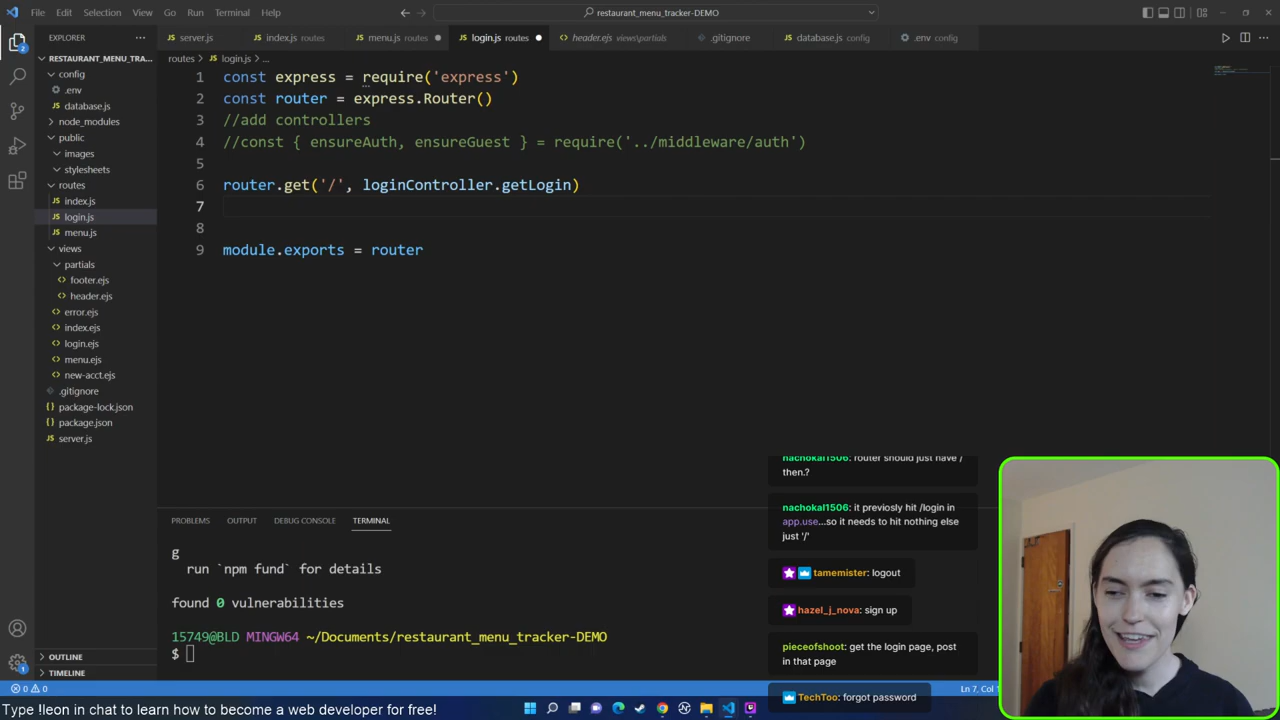 File Edit Selection View Go Run Terminal Help
restaurant_menu_tracker-DEMO
EXPLORER
server.js
index.js routes
menu.js routes
login.js routes
header.ejs views\partials
.gitignore
database.js config
.env config
RESTAURANT_MENU_TRA...
config
.env
database.js
node_modules
public
images
stylesheets
routes
index.js
login.js
menu.js
views
partials
footer.ejs
header.ejs
error.ejs
index.ejs
login.ejs
menu.ejs
new-acct.ejs
.gitignore
package-lock.json
package.json
server.js
OUTLINE
TIMELINE
routes > login.js > ...
1 const express = require('express')
2 const router = express.Router()
3 //add controllers
4 //const { ensureAuth, ensureGuest } = require('../middleware/auth')
5
6 router.get('/', loginController.getLogin)
7
8
9 module.exports = router
PROBLEMS OUTPUT DEBUG CONSOLE TERMINAL
g
run `npm fund` for details
found 0 vulnerabilities
15749@BLD MINGW64 ~/Documents/restaurant_menu_tracker-DEMO
$
nachokal1506: router should just have /
then.?
nachokal1506: it previosly hit /login in
app.use...so it needs to hit nothing else
just '/'
tamemister: logout
hazel_j_nova: sign up
pieceofshoot: get the login page, post
in that page
TechToo: forgot password
2
1
0 0
Ln 7, Col 1
Type !leon in chat to learn how to become a web developer for free!